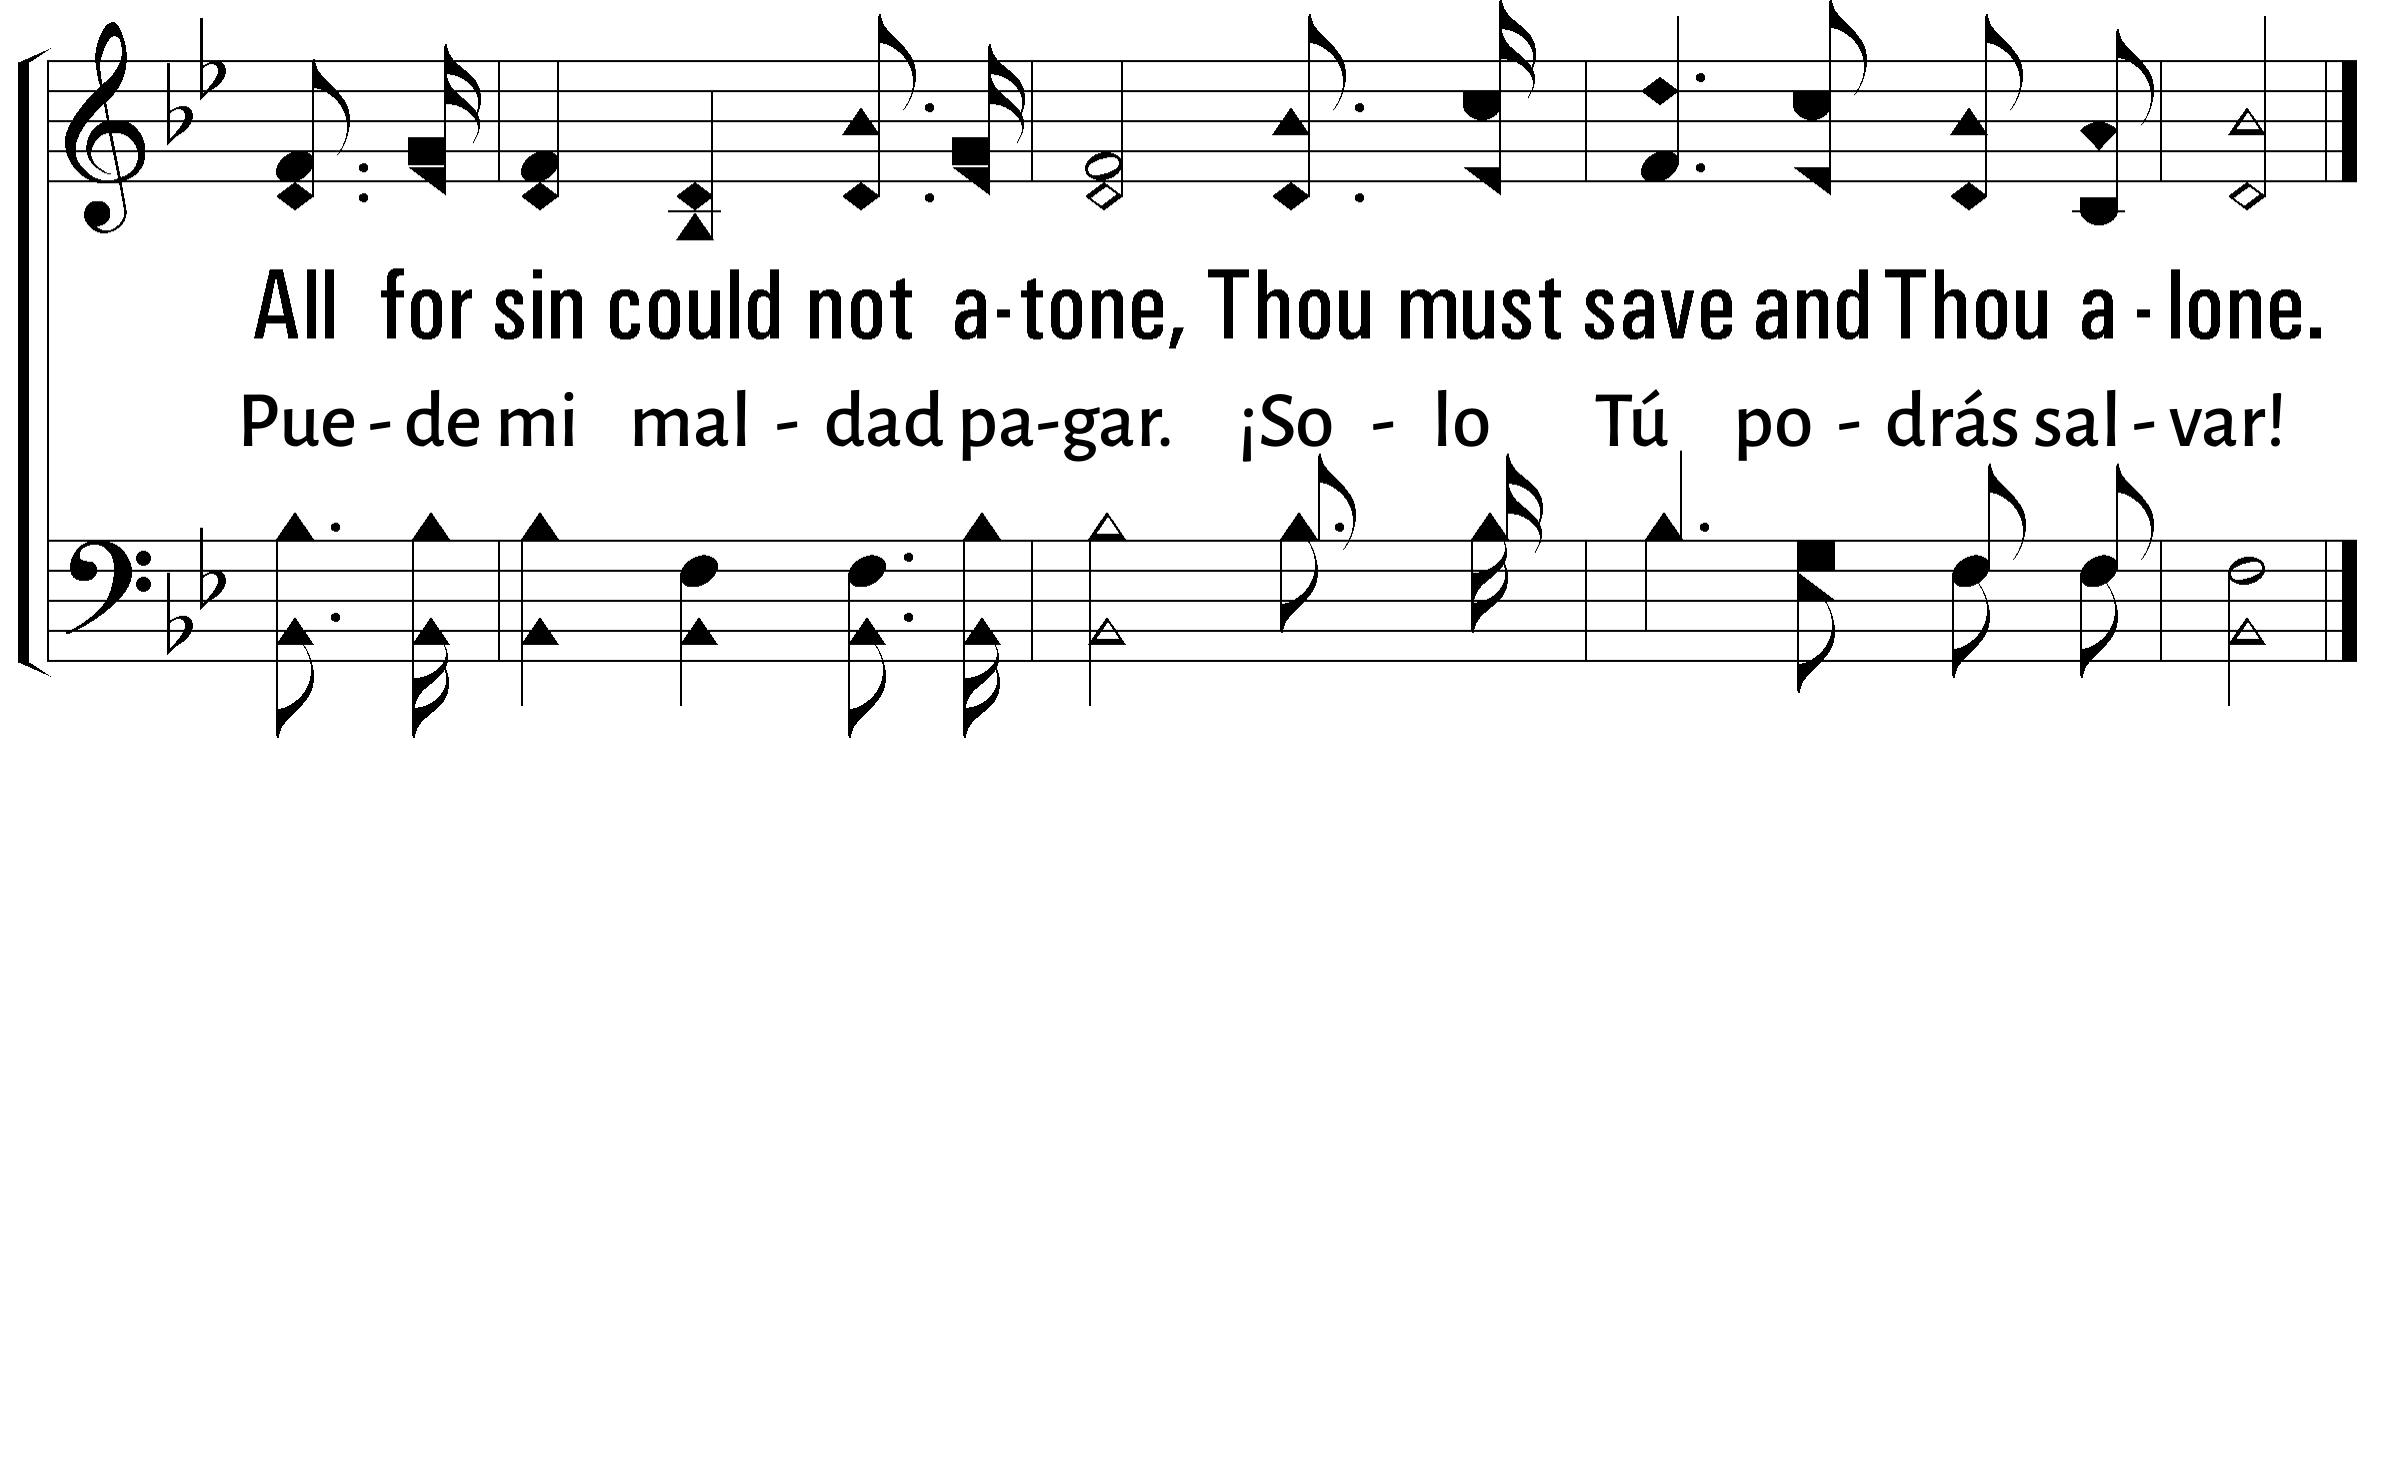 All for sin could not a-tone, Thou must save and Thou a - lone.
Pue - de mi mal - dad pa-gar. ¡So - lo Tú po - drás sal - var!